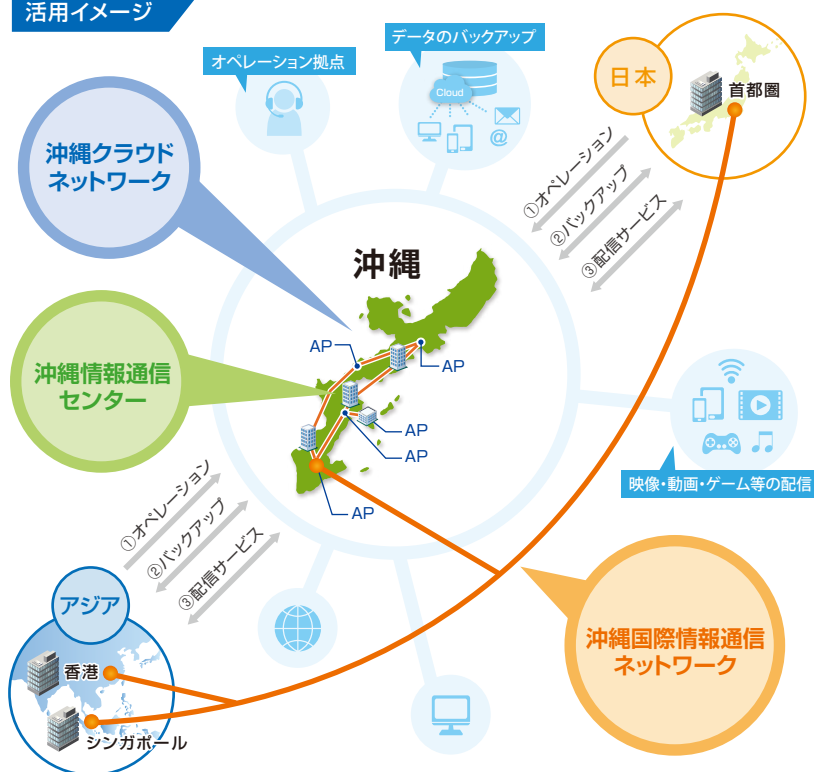 活用イメージ
オペレーション拠点
データのバックアップ
Cloud
@
日本
首都圏
沖縄クラウド
ネットワーク
①オペレーション
②バックアップ
③配信サービス
沖縄
AP
AP
沖縄情報通信
センター
AP
AP
AP
映像・動画・ゲーム等の配信
①オペレーション
②バックアップ
③配信サービス
アジア
香港
シンガポール
沖縄国際情報通信
ネットワーク